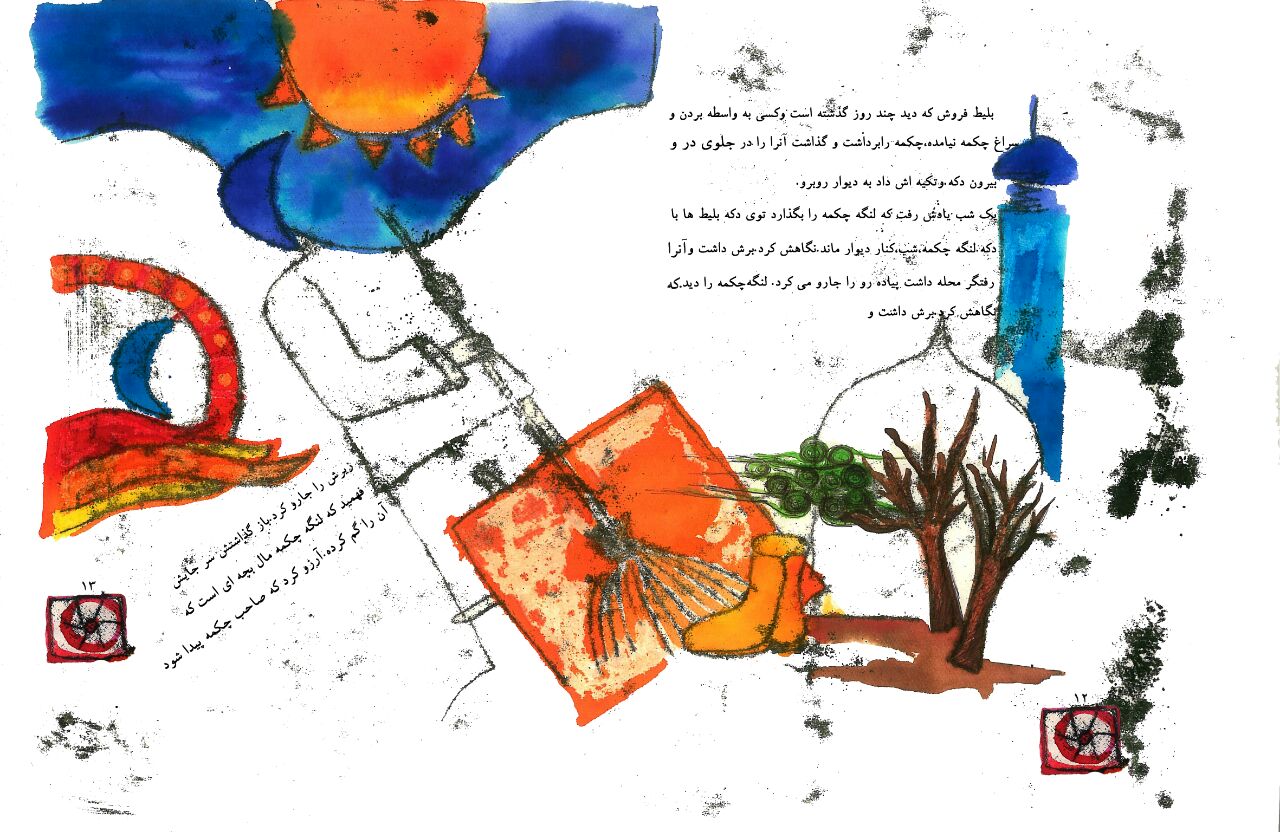 بلیط فروش که دید چند روز گذشته است وکسی به واسطه بردن و
سراغ چکمه نیامده،چکمه رابرداشت و گذاشت آنرا را در جلوی در و
بیرون دکه.وتکیه اش داد به دیوار روبرو.
یک شب یادش رفت که لنگه چکمه را بگذارد توی دکه بلیط ها با
دکه لنگه چکمه،شب،کنار دیوار ماند.نگاهش کرد.برش داشت وآنرا
رفتگر محله داشت پیاده رو را جارو می کرد. لنگه چکمه را دید.که
نگاهش کرد.برش داشت و
زیرش را جارو کرد.باز گذاشتش سر جایش
فهمید که لنگه چکمه مال بچه ای است که
آن را گم کرده.آرزو کرد که صاحب چکمه پیدا شود
۱۳
۱۲